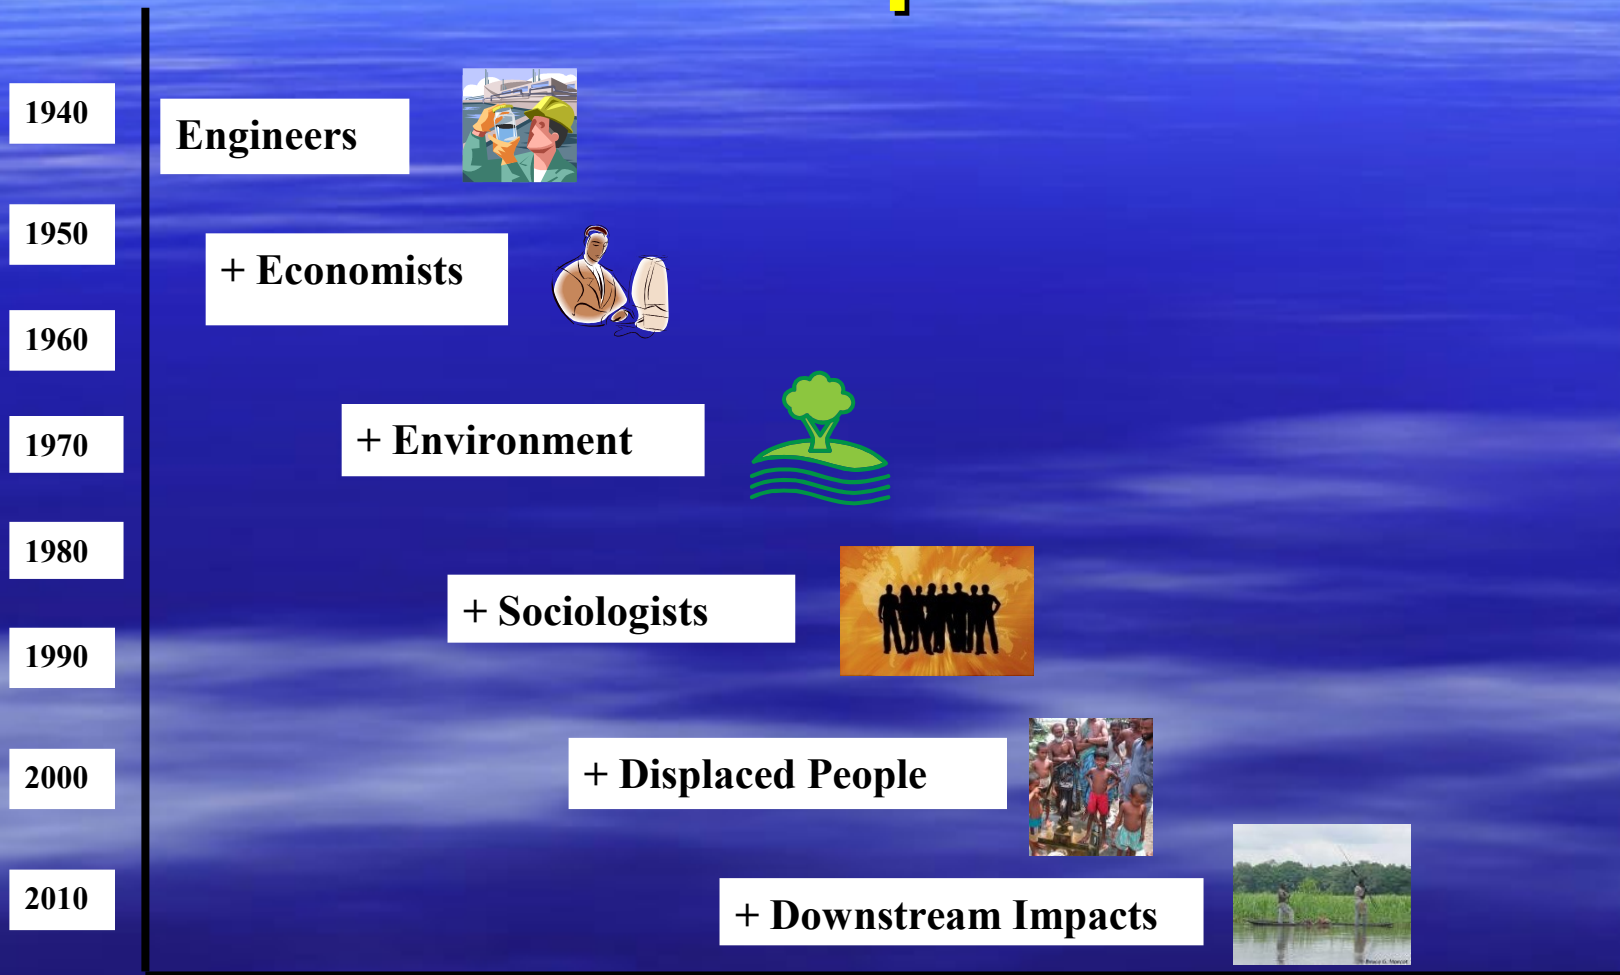 1940
Engineers
1950
+ Economists
1960
+ Environment
1970
1980
+ Sociologists
1990
+ Displaced People
2000
2010
+ Downstream Impacts